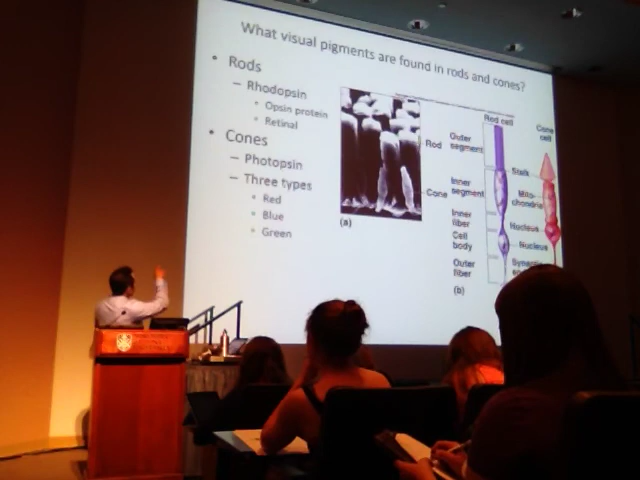 What visual pigments are found in rods and cones?
• Rods
– Rhodopsin
• Opsin protein
• Retinal
• Cones
– Photopsin
– Three types
• Red
• Blue
• Green
Rod
Cone
(a)
Rod cell
Cone
cell
Outer
segment
Stalk
Inner
segment
Mito-
chondria
Inner
fiber
Nucleus
Cell
body
Nucleus
Outer
fiber
(b)